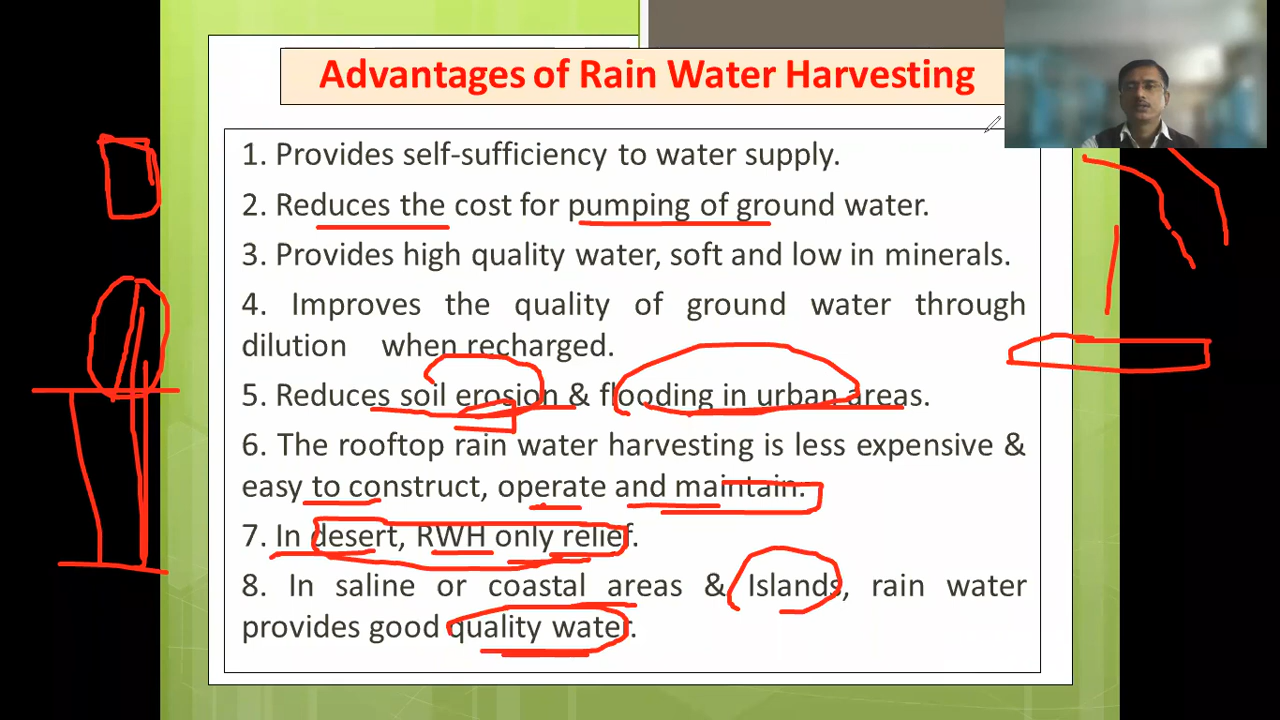 Advantages of Rain Water Harvesting
1. Provides self-sufficiency to water supply.
2. Reduces the cost for pumping of ground water.
3. Provides high quality water, soft and low in minerals.
4. Improves the quality of ground water through
dilution when recharged.
5. Reduces soil erosion & flooding in urban areas.
6. The rooftop rain water harvesting is less expensive &
easy to construct, operate and maintain.
7. In desert, RWH only relief.
8. In saline or coastal areas & Islands, rain water
provides good quality water.